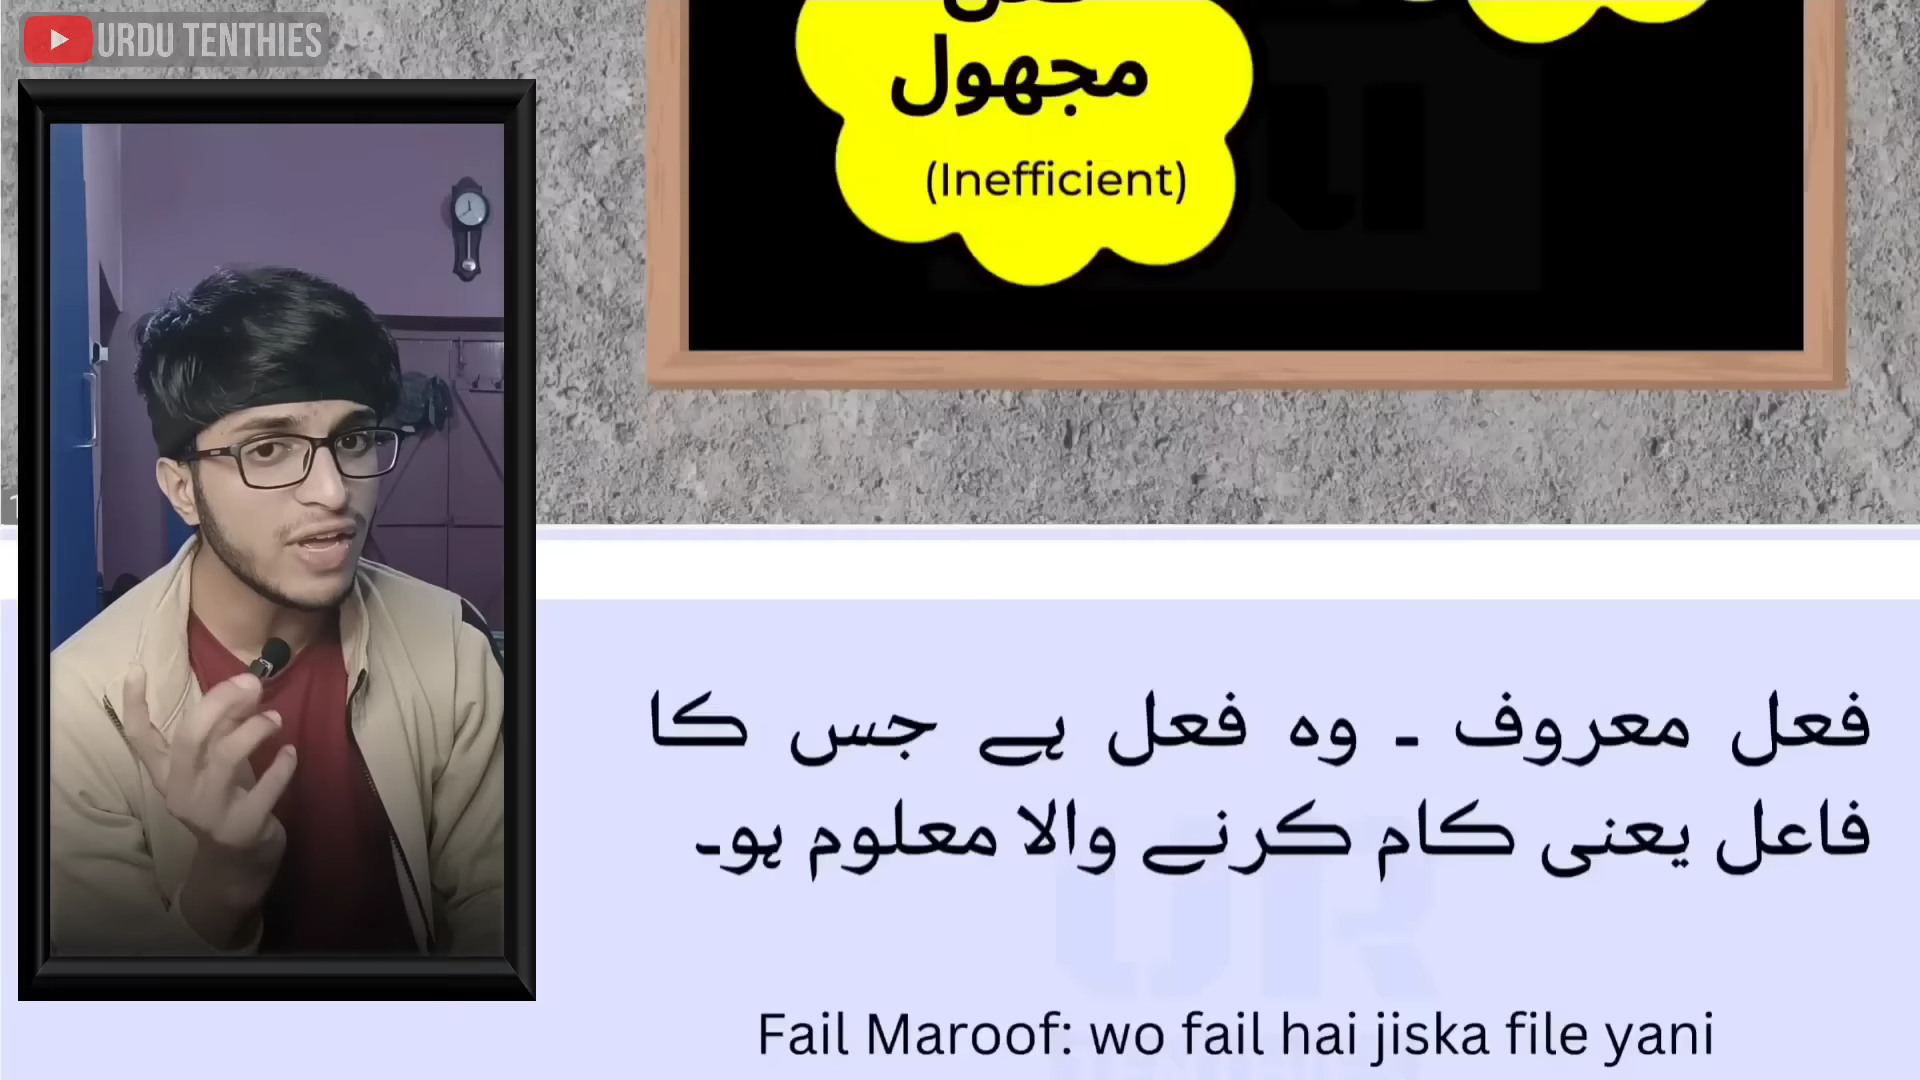 URDU TENTHIES
مجھول
(Inefficient)
فعل معروف ۔ وہ فعل ہے جس کا
فاعل یعنی کام کرنے والا معلوم ہو۔
Fail Maroof: wo fail hai jiska file yani